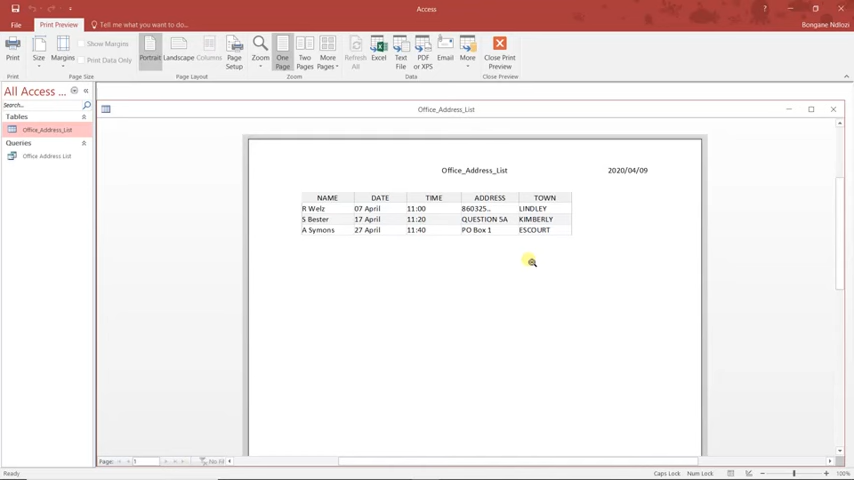 Access
File Print Preview Tell me what you want to do... Bongane Ndlozi
Show Margins
Print Data Only
Print Size Margins Portrait Landscape Columns Page Setup Zoom One Page Two Pages More Pages Refresh All Excel Text File PDF or XPS Email More Close Print Preview
Print Page Size Page Layout Zoom Data Close Preview
All Access ...
Search...
Tables
Office_Address_List
Queries
Office Address List
Office_Address_List
Office_Address_List 2020/04/09
NAME DATE TIME ADDRESS TOWN
R Welz 07 April 11:00 860325.. LINDLEY
S Bester 17 April 11:20 QUESTION 5A KIMBERLY
A Symons 27 April 11:40 PO Box 1 ESCOURT
Page: 1 No Fil
Ready Caps Lock Num Lock 100%